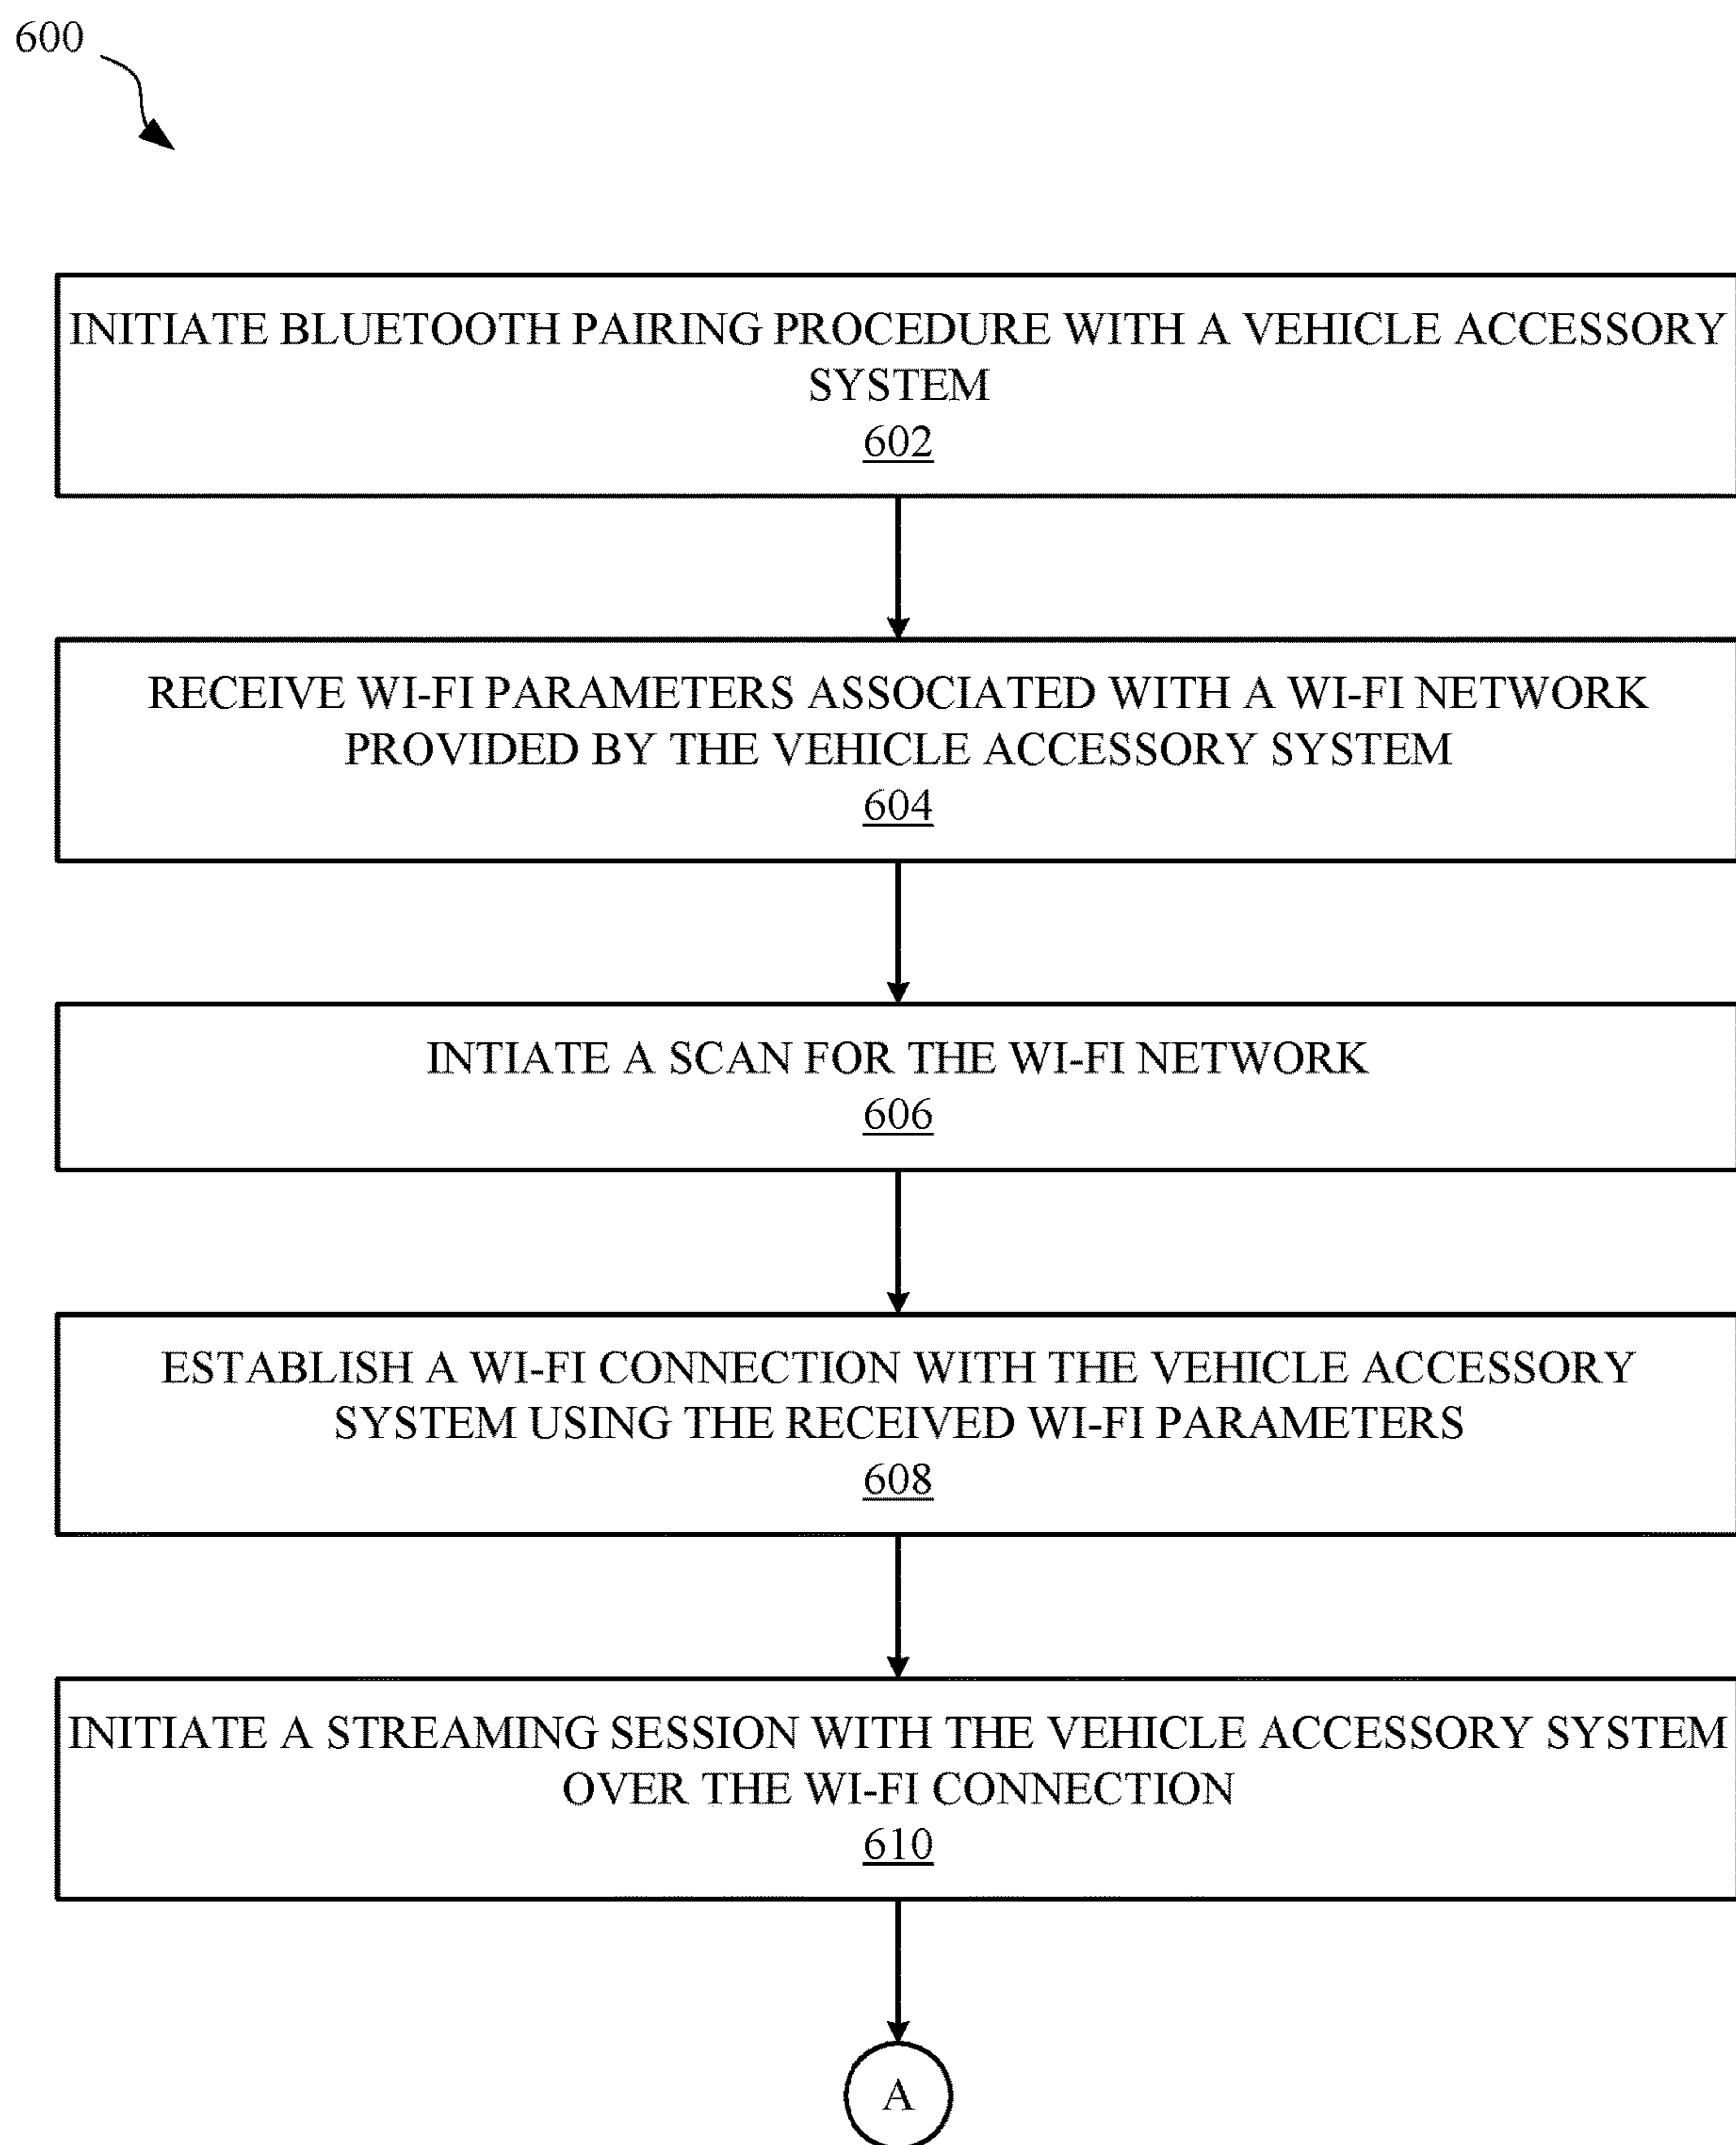 600
INITIATE BLUETOOTH PAIRING PROCEDURE WITH A VEHICLE ACCESSORY
SYSTEM
602
RECEIVE WI-FI PARAMETERS ASSOCIATED WITH A WI-FI NETWORK
PROVIDED BY THE VEHICLE ACCESSORY SYSTEM
604
INTIATE A SCAN FOR THE WI-FI NETWORK
606
ESTABLISH A WI-FI CONNECTION WITH THE VEHICLE ACCESSORY
SYSTEM USING THE RECEIVED WI-FI PARAMETERS
608
INITIATE A STREAMING SESSION WITH THE VEHICLE ACCESSORY SYSTEM
OVER THE WI-FI CONNECTION
610
A